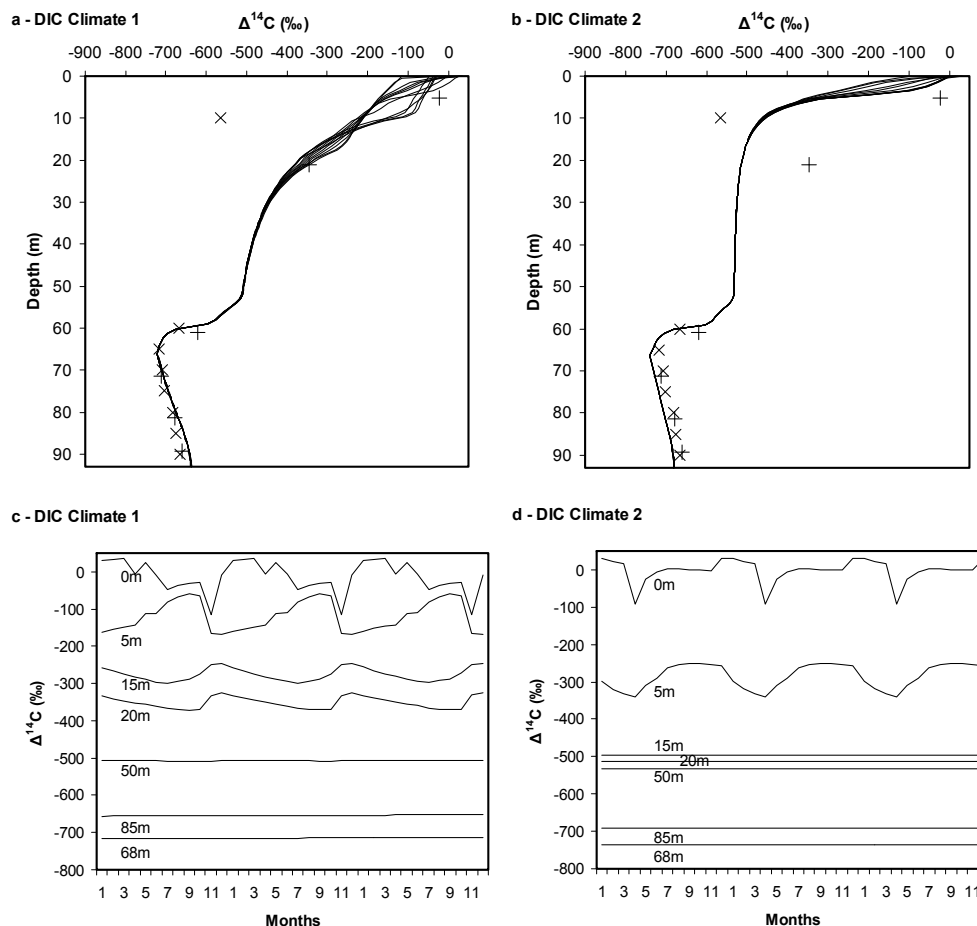 a - DIC Climate 1
Δ14C (‰)
-900 -800 -700 -600 -500 -400 -300 -200 -100 0
0
10
20
30
40
50
60
70
80
90
Depth (m)
b - DIC Climate 2
Δ14C (‰)
-900 -800 -700 -600 -500 -400 -300 -200 -100 0
0
10
20
30
40
50
60
70
80
90
Depth (m)
c - DIC Climate 1
0
-100
-200
-300
-400
-500
-600
-700
-800
Δ14C (‰)
0m
5m
15m
20m
50m
85m
68m
1 3 5 7 9 11 1 3 5 7 9 11 1 3 5 7 9 11
Months
d - DIC Climate 2
0
-100
-200
-300
-400
-500
-600
-700
-800
Δ14C (‰)
0m
5m
15m
20m
50m
85m
68m
1 3 5 7 9 11 1 3 5 7 9 11 1 3 5 7 9 11
Months